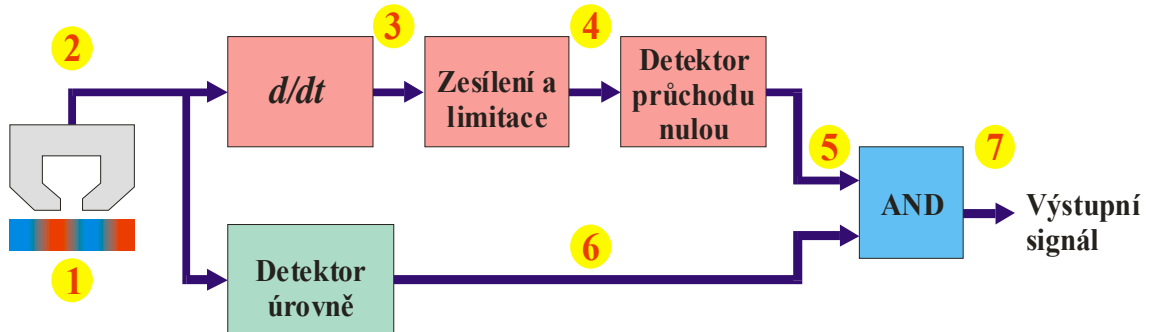 2
3
4
d/dt
Zesílení a
limitace
Detektor
průchodu
nulou
5
7
AND
Výstupní
signál
1
6
Detektor
úrovně